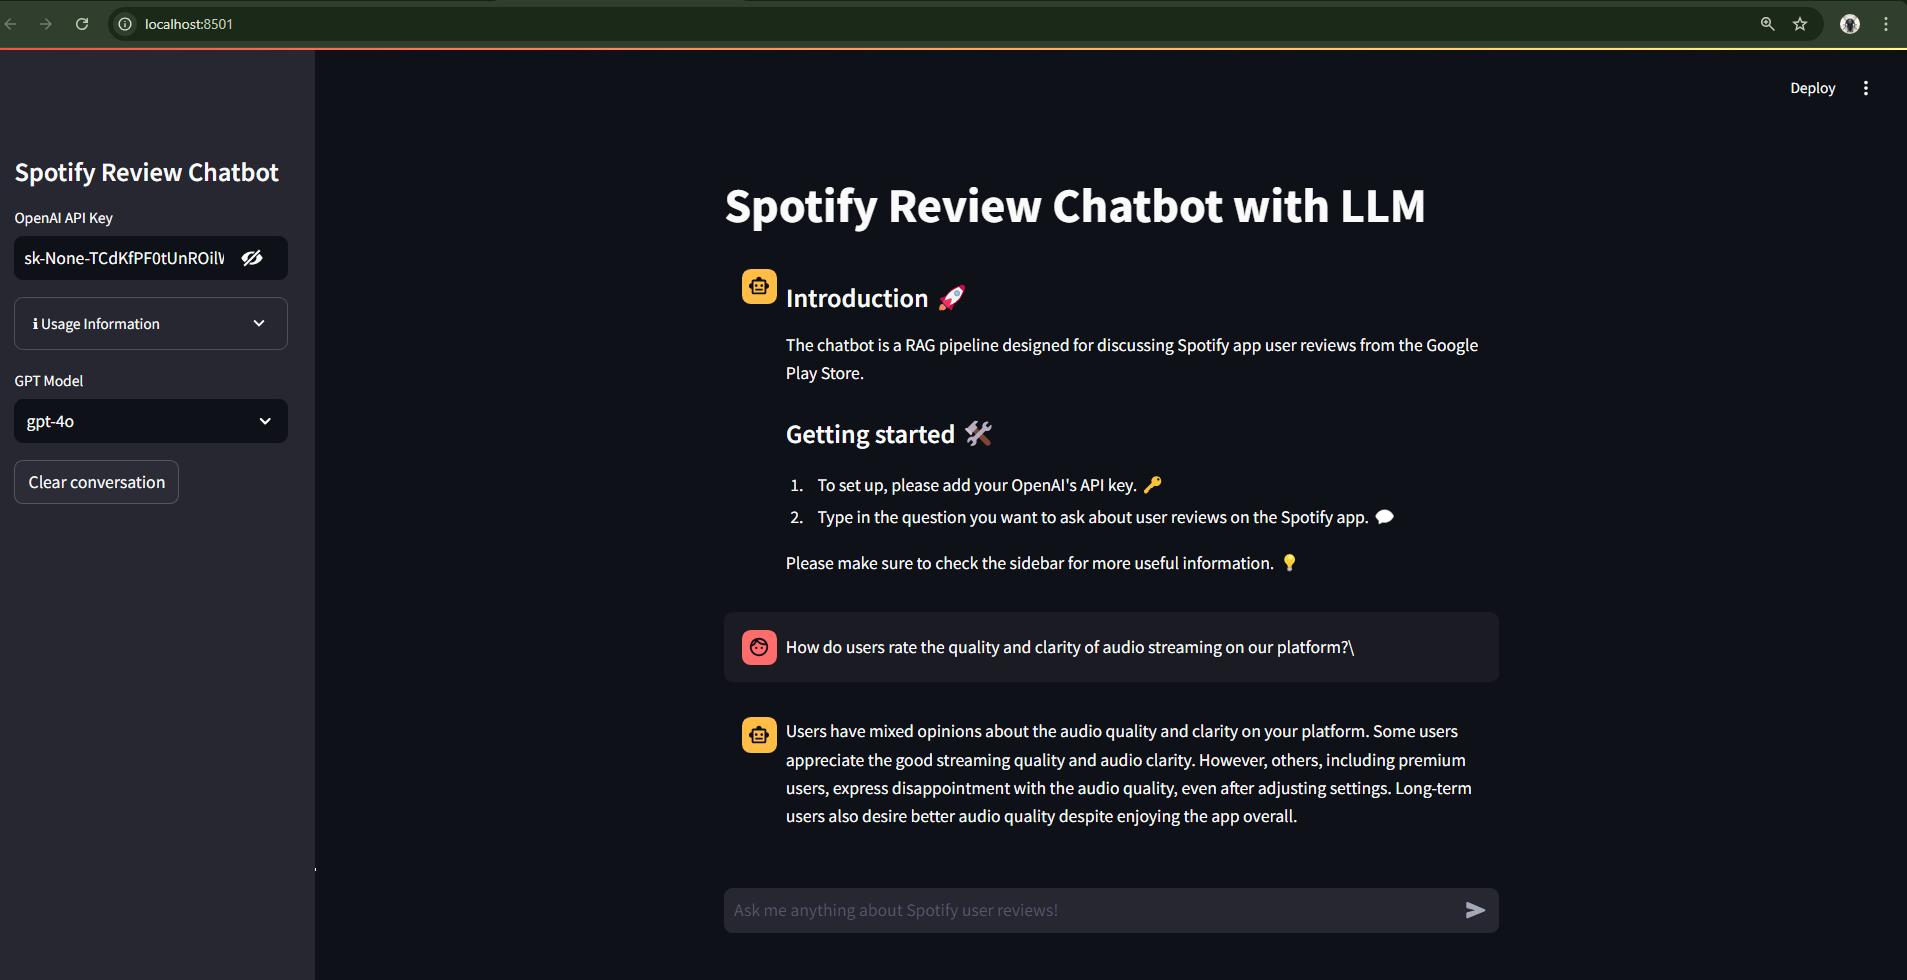 localhost:8501
Deploy
Spotify Review Chatbot
OpenAI API Key
sk-None-TCdKfPF0tUnROil
Usage Information
GPT Model
gpt-4o
Clear conversation
Spotify Review Chatbot with LLM
Introduction 🚀
The chatbot is a RAG pipeline designed for discussing Spotify app user reviews from the Google
Play Store.
Getting started 🛠️
1. To set up, please add your OpenAI's API key. 🔑
2. Type in the question you want to ask about user reviews on the Spotify app. 💬
Please make sure to check the sidebar for more useful information. 💡
How do users rate the quality and clarity of audio streaming on our platform?\
Users have mixed opinions about the audio quality and clarity on your platform. Some users
appreciate the good streaming quality and audio clarity. However, others, including premium
users, express disappointment with the audio quality, even after adjusting settings. Long-term
users also desire better audio quality despite enjoying the app overall.
Ask me anything about Spotify user reviews!